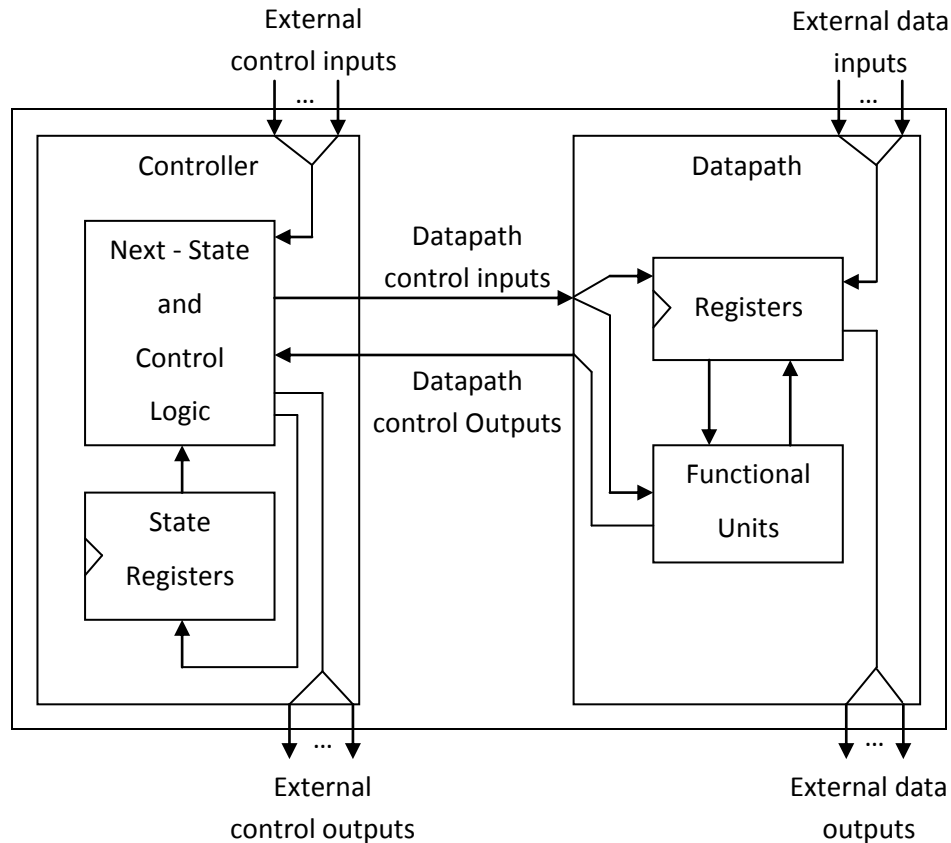 External
control inputs
...
External data
inputs
...
Controller
Datapath
Next - State
and
Control
Logic
Datapath
control inputs
Registers
Datapath
control Outputs
State
Registers
Functional
Units
...
External
control outputs
...
External data
outputs